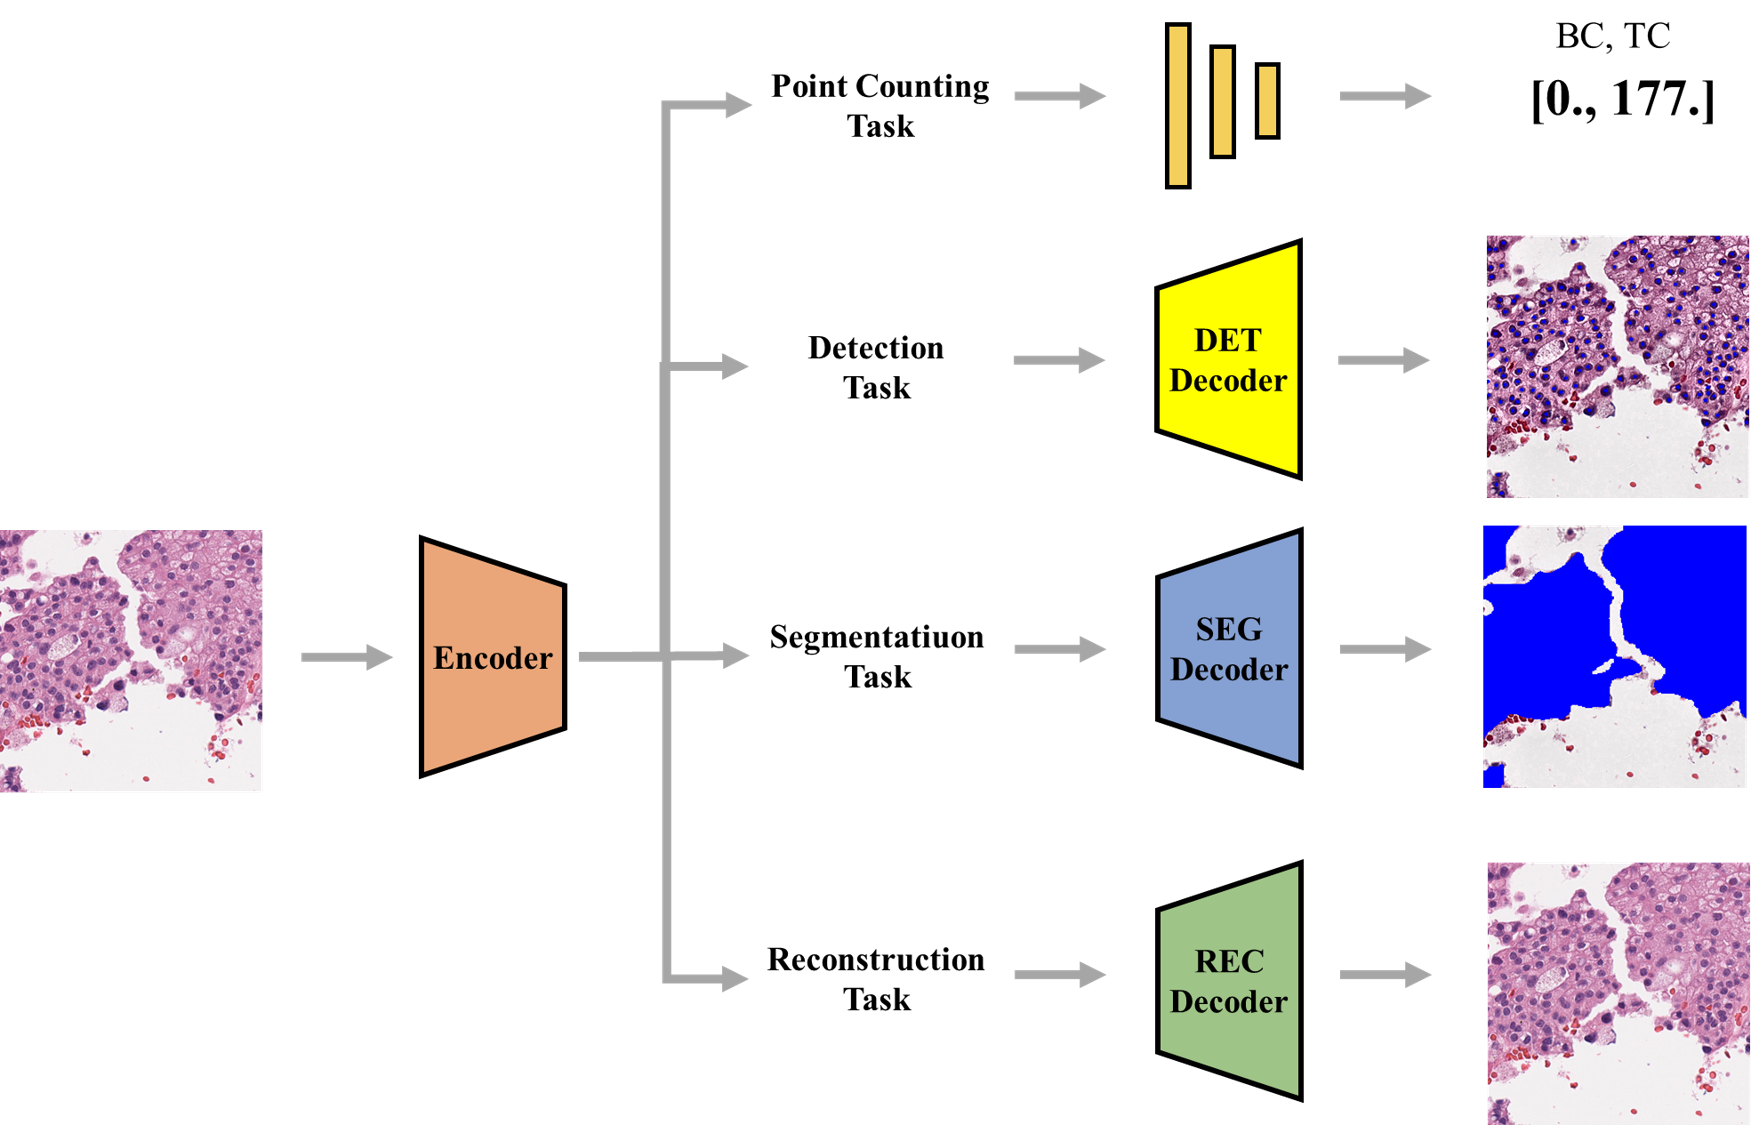 BC, TC
[0., 177.]
Point Counting
Task
Detection
Task
DET
Decoder
Encoder
Segmentatiuon
Task
SEG
Decoder
Reconstruction
Task
REC
Decoder